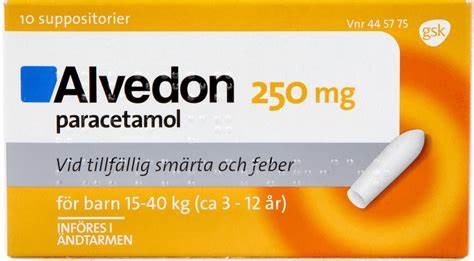 10 suppositorier
Vnr 44 57 75
gsk
Alvedon 250 mg
paracetamol
Vid tillfällig smärta och feber
för barn 15-40 kg (ca 3 - 12 år)
INFÖRES I
ÄNDTARMEN